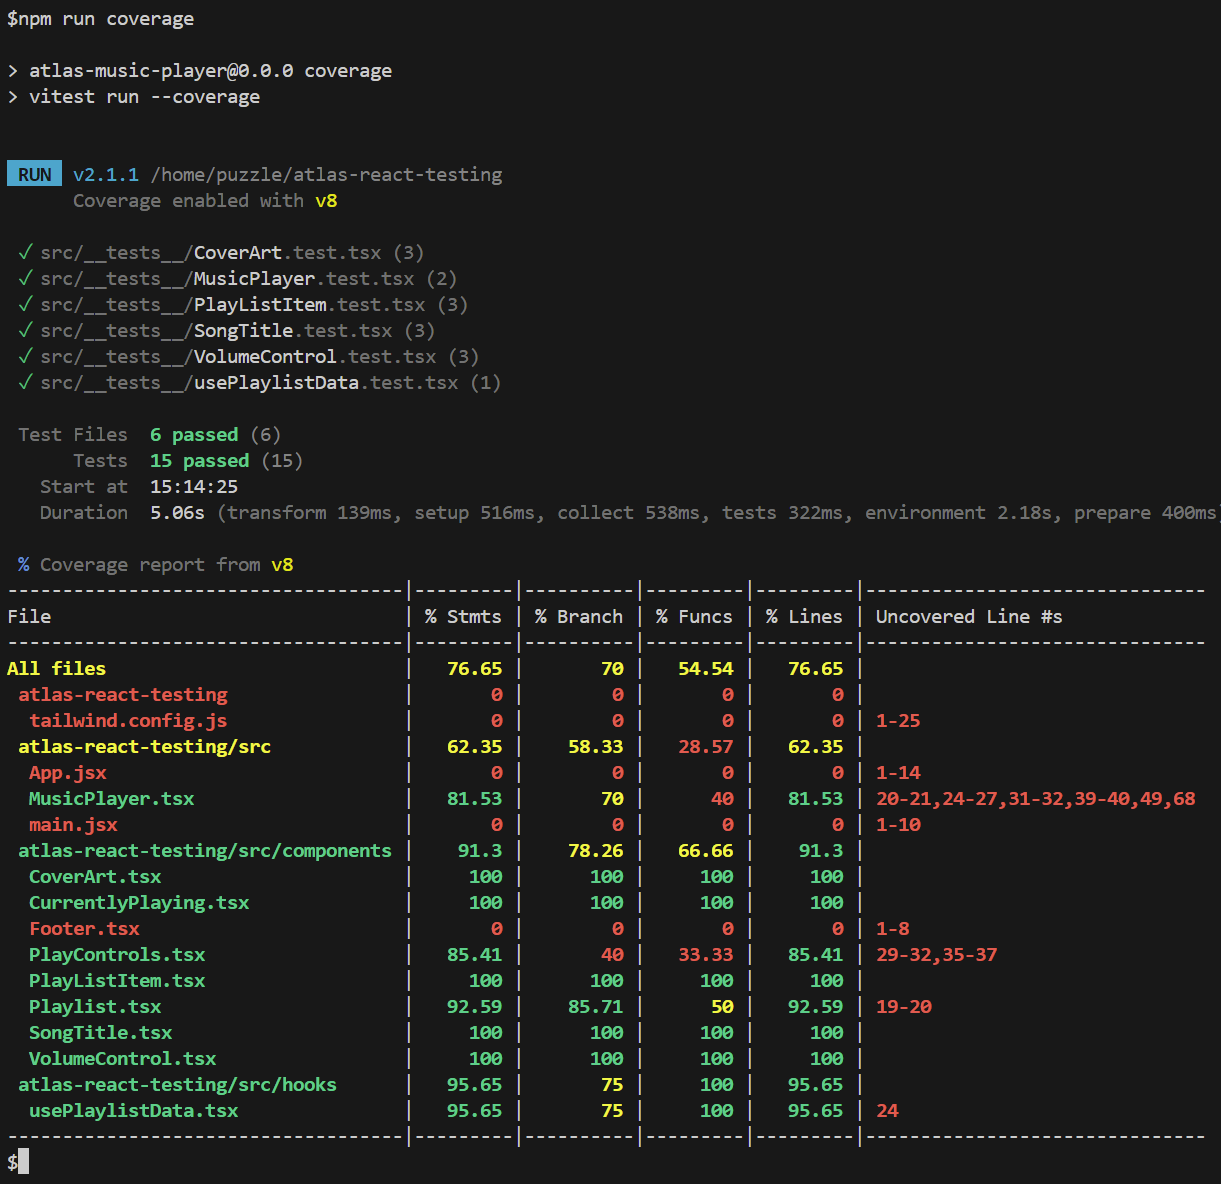 $npm run coverage
> atlas-music-player@0.0.0 coverage
> vitest run --coverage
RUN v2.1.1 /home/puzzle/atlas-react-testing
Coverage enabled with v8
✓ src/__tests__/CoverArt.test.tsx (3)
✓ src/__tests__/MusicPlayer.test.tsx (2)
✓ src/__tests__/PlayListItem.test.tsx (3)
✓ src/__tests__/SongTitle.test.tsx (3)
✓ src/__tests__/VolumeControl.test.tsx (3)
✓ src/__tests__/usePlaylistData.test.tsx (1)
Test Files 6 passed (6)
Tests 15 passed (15)
Start at 15:14:25
Duration 5.06s (transform 139ms, setup 516ms, collect 538ms, tests 322ms, environment 2.18s, prepare 400ms)
% Coverage report from v8
------------------------------------|---------|----------|---------|---------|-------------------------------
File | % Stmts | % Branch | % Funcs | % Lines | Uncovered Line #s
------------------------------------|---------|----------|---------|---------|-------------------------------
All files | 76.65 | 70 | 54.54 | 76.65 |
atlas-react-testing | 0 | 0 | 0 | 0 |
tailwind.config.js | 0 | 0 | 0 | 0 | 1-25
atlas-react-testing/src | 62.35 | 58.33 | 28.57 | 62.35 |
App.jsx | 0 | 0 | 0 | 0 | 1-14
MusicPlayer.tsx | 81.53 | 70 | 40 | 81.53 | 20-21,24-27,31-32,39-40,49,68
main.jsx | 0 | 0 | 0 | 0 | 1-10
atlas-react-testing/src/components | 91.3 | 78.26 | 66.66 | 91.3 |
CoverArt.tsx | 100 | 100 | 100 | 100 |
CurrentlyPlaying.tsx | 100 | 100 | 100 | 100 |
Footer.tsx | 0 | 0 | 0 | 0 | 1-8
PlayControls.tsx | 85.41 | 40 | 33.33 | 85.41 | 29-32,35-37
PlayListItem.tsx | 100 | 100 | 100 | 100 |
Playlist.tsx | 92.59 | 85.71 | 50 | 92.59 | 19-20
SongTitle.tsx | 100 | 100 | 100 | 100 |
VolumeControl.tsx | 100 | 100 | 100 | 100 |
atlas-react-testing/src/hooks | 95.65 | 75 | 100 | 95.65 |
usePlaylistData.tsx | 95.65 | 75 | 100 | 95.65 | 24
------------------------------------|---------|----------|---------|---------|-------------------------------
$